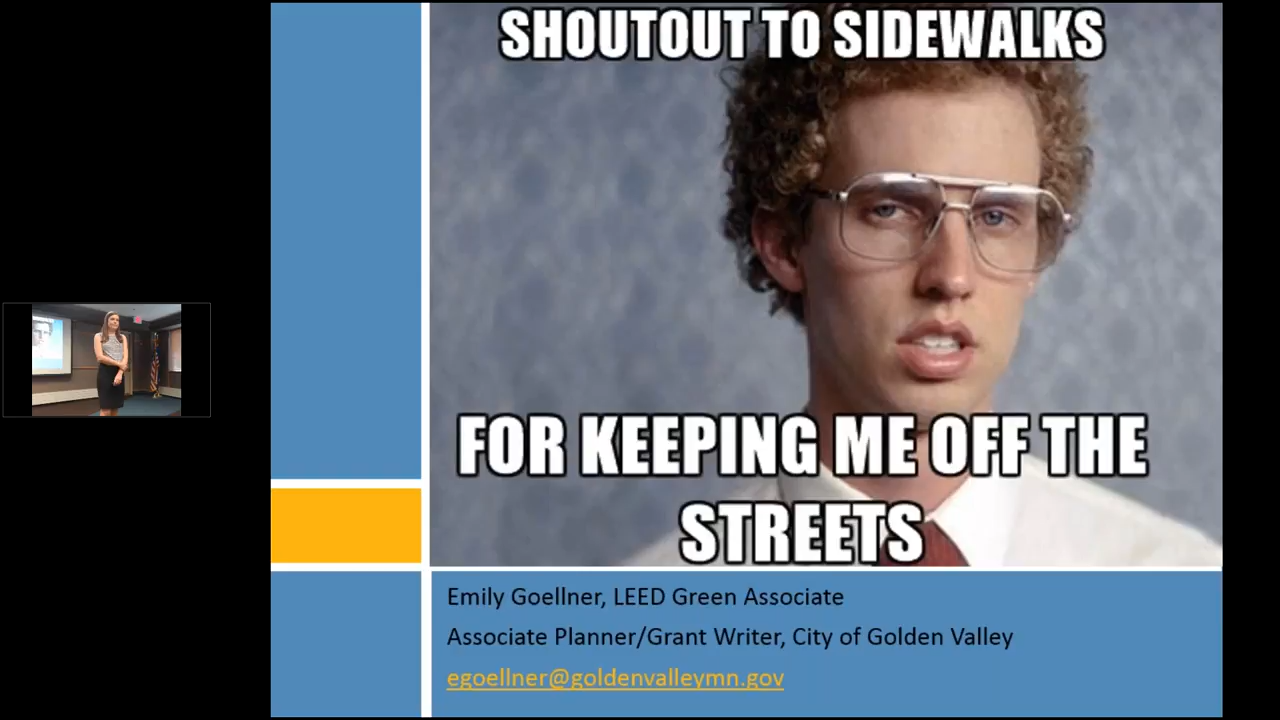 SHOUTOUT TO SIDEWALKS
FOR KEEPING ME OFF THE
STREETS
Emily Goellner, LEED Green Associate
Associate Planner/Grant Writer, City of Golden Valley
egoellner@goldenvalleymn.gov